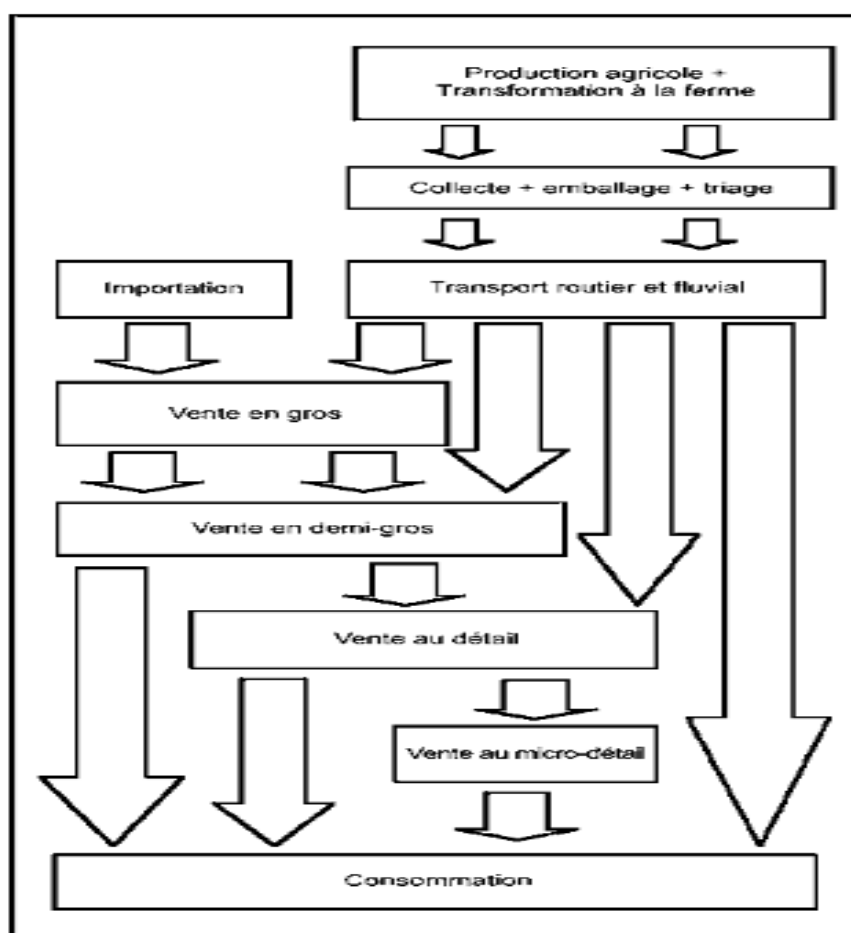 Production agricole +
Transformation à la ferme
Collecte + emballage + triage
Importation
Transport routier et fluvial
Vente en gros
Vente en demi-gros
Vente au détail
Vente au micro-détail
Consommation